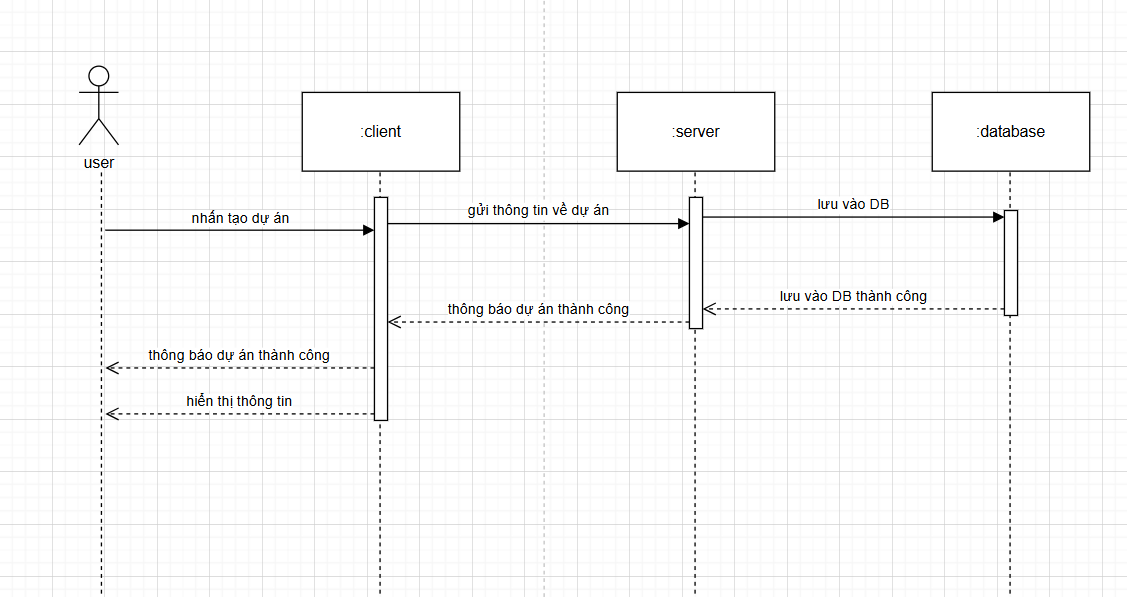 :client
:server
:database
user
nhấn tạo dự án
gửi thông tin về dự án
lưu vào DB
lưu vào DB thành công
thông báo dự án thành công
thông báo dự án thành công
hiển thị thông tin